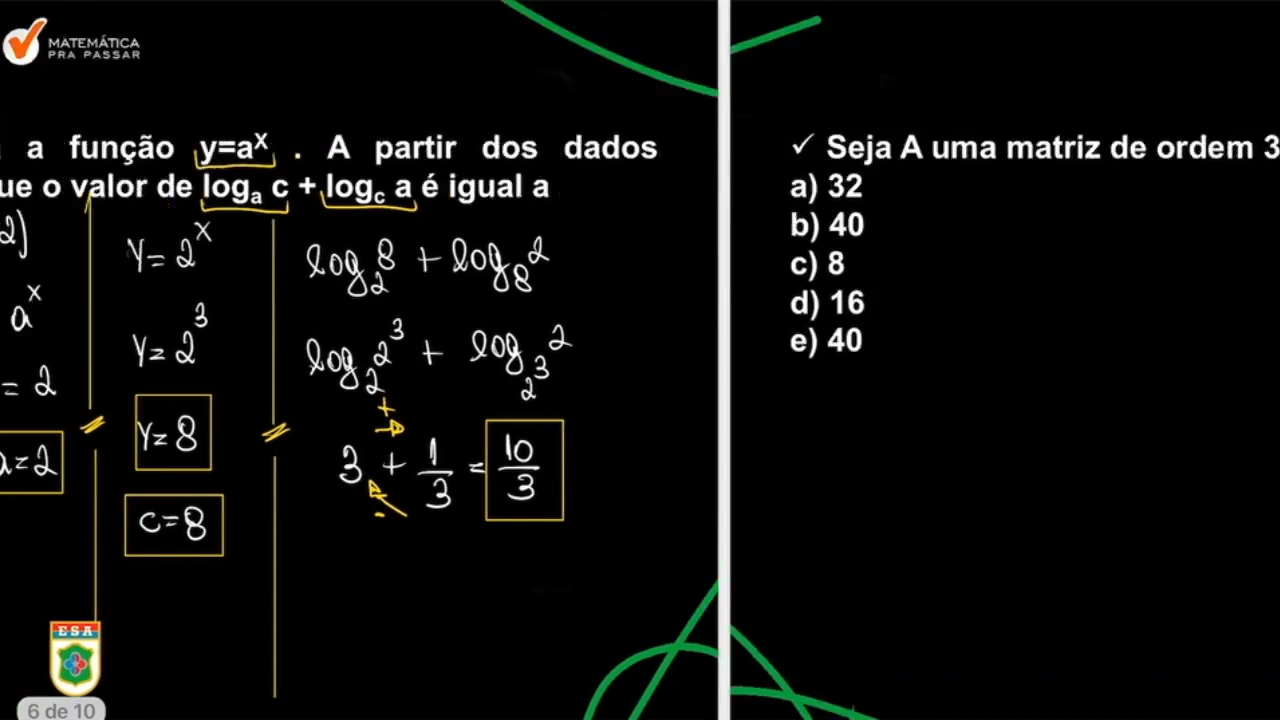 MATEMÁTICA
PRA PASSAR
a função y=aˣ . A partir dos dados
ue o valor de logₐ c + log꜀ a é igual a
2)
aˣ
= 2
a=2
Y=2ˣ
Y=2³
Y=8
C=8
log₂8 + log₈2
log₂2³ + log₂³2
3 + 1/3 = 10/3
ESA
6 de 10
✓ Seja A uma matriz de ordem 3
a) 32
b) 40
c) 8
d) 16
e) 40